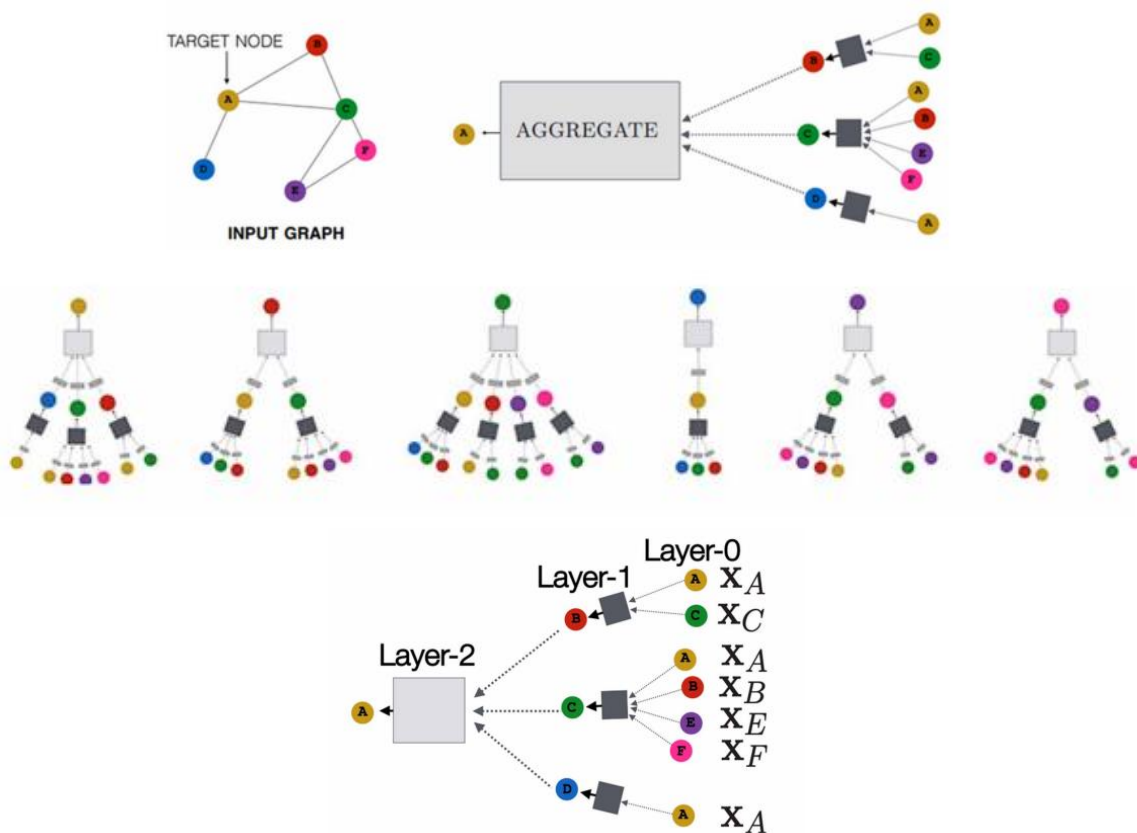 TARGET NODE
B
A
C
F
D
E
INPUT GRAPH
A
AGGREGATE
B
A
C
C
A
B
E
F
D
A
Layer-0
Layer-1
Layer-2
A
B
A x_A
C x_C
C
A x_A
B x_B
E x_E
F x_F
D
A x_A